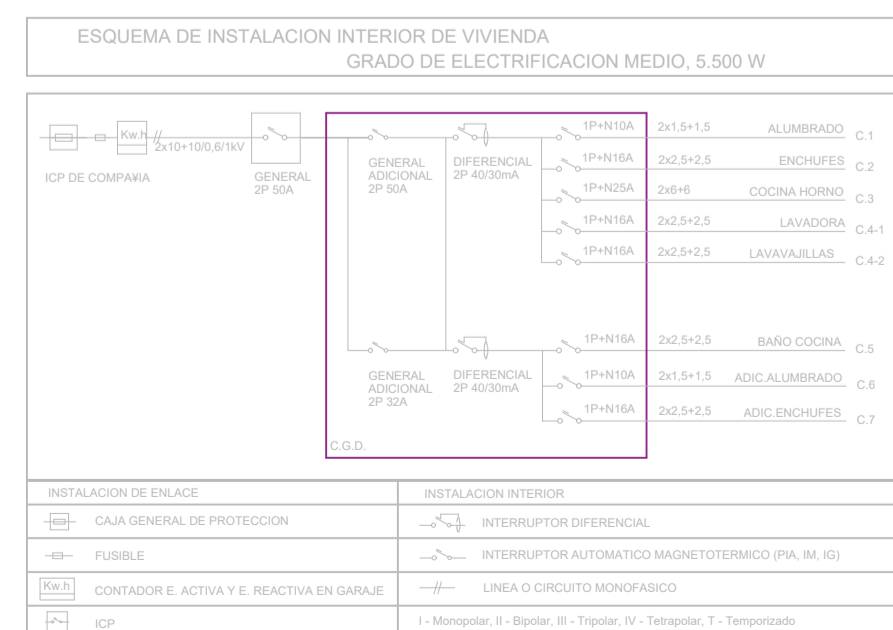 ESQUEMA DE INSTALACION INTERIOR DE VIVIENDA
GRADO DE ELECTRIFICACION MEDIO, 5.500 W
Kw.h
2x10+10/0,6/1kV
ICP DE COMPA¥IA
GENERAL
2P 50A
GENERAL
ADICIONAL
2P 50A
DIFERENCIAL
2P 40/30mA
1P+N10A 2x1,5+1,5 ALUMBRADO C.1
1P+N16A 2x2,5+2,5 ENCHUFES C.2
1P+N25A 2x6+6 COCINA HORNO C.3
1P+N16A 2x2,5+2,5 LAVADORA C.4-1
1P+N16A 2x2,5+2,5 LAVAVAJILLAS C.4-2
GENERAL
ADICIONAL
2P 32A
DIFERENCIAL
2P 40/30mA
1P+N16A 2x2,5+2,5 BAÑO COCINA C.5
1P+N10A 2x1,5+1,5 ADIC.ALUMBRADO C.6
1P+N16A 2x2,5+2,5 ADIC.ENCHUFES C.7
C.G.D.
INSTALACION DE ENLACE
CAJA GENERAL DE PROTECCION
FUSIBLE
Kw.h CONTADOR E. ACTIVA Y E. REACTIVA EN GARAJE
ICP
INSTALACION INTERIOR
INTERRUPTOR DIFERENCIAL
INTERRUPTOR AUTOMATICO MAGNETOTERMICO (PIA, IM, IG)
LINEA O CIRCUITO MONOFASICO
I - Monopolar, II - Bipolar, III - Tripolar, IV - Tetrapolar, T - Temporizado